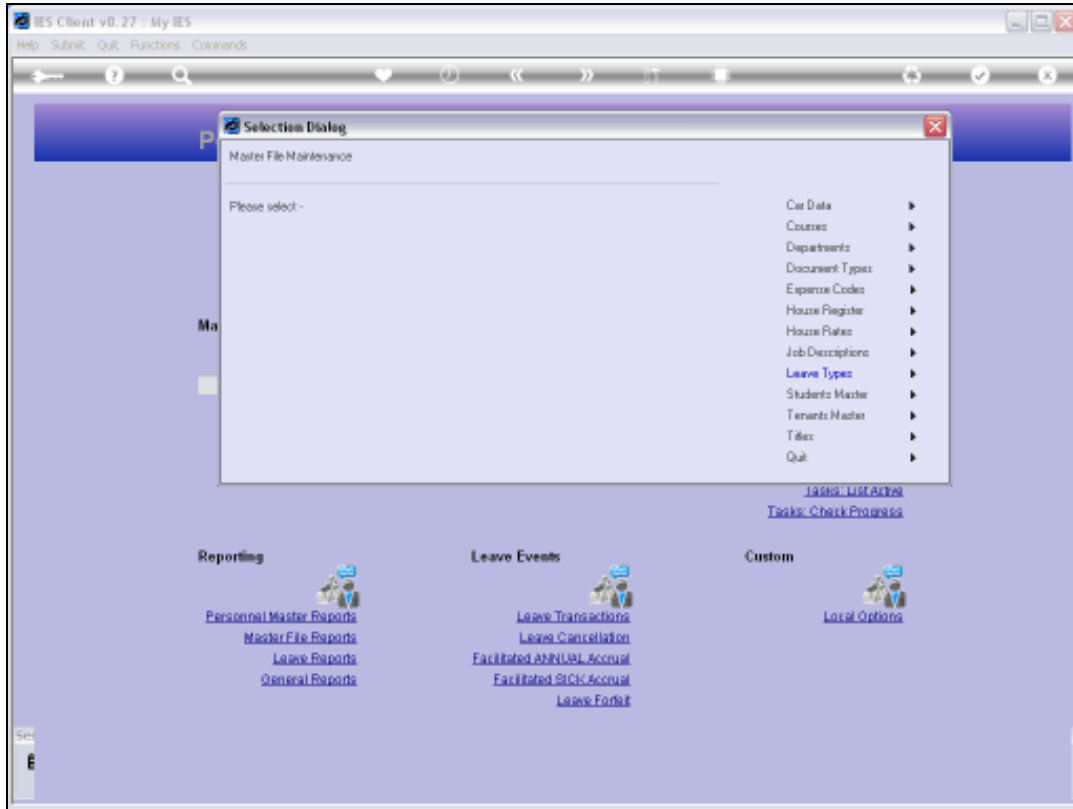 IES Client v8.27 : My IES
Help Submit Quit Functions Commands
Selection Dialog
Master File Maintenance
Please select -
Car Data
Courses
Departments
Document Types
Expense Codes
House Register
House Rates
Job Descriptions
Leave Types
Students Master
Tenants Master
Titles
Quit
Ma
Tasks: List Active
Tasks: Check Progress
Reporting
Personnel Master Reports
Master File Reports
Leave Reports
General Reports
Leave Events
Leave Transactions
Leave Cancellation
Facilitated ANNUAL Accrual
Facilitated SICK Accrual
Leave Forfeit
Custom
Local Options
Se